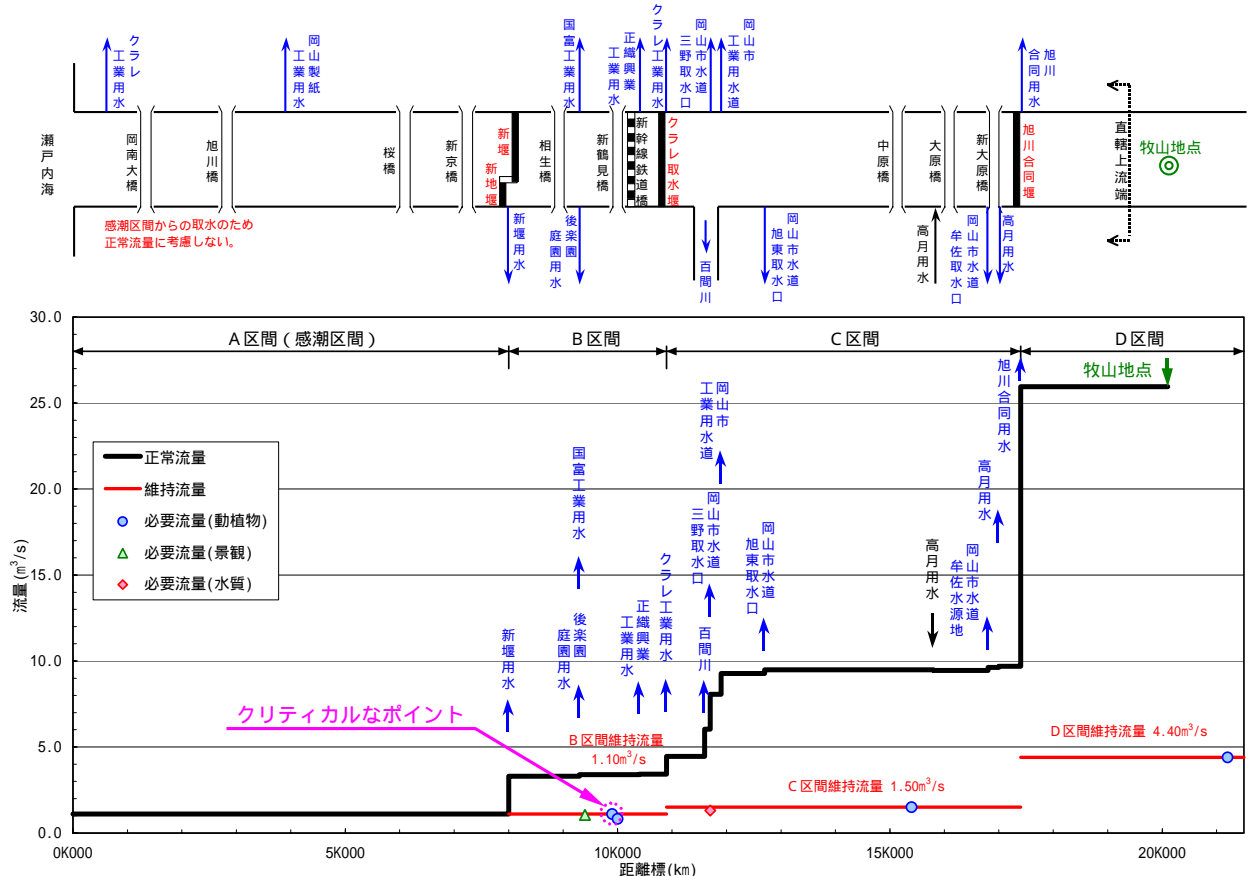 クラレ
工業用水
岡山製紙
工業用水
国富工業用水
正織興業
工業用水
クラレ工業用水
岡山市水道
三野取水口
岡山市
工業用水道
旭川
合同用水
瀬戸内海
岡南大橋
旭川橋
桜橋
新京橋
新堰
新地堰
相生橋
新鶴見橋
新幹線鉄道橋
クラレ取水堰
中原橋
大原橋
新大原橋
旭川合同堰
直轄上流端
牧山地点
感潮区間からの取水のため
正常流量に考慮しない。
新堰用水
後楽園
庭園用水
百間川
岡山市水道
旭東取水口
高月用水
岡山市水道
牟佐取水口
高月用水
30.0
25.0
20.0
15.0
10.0
5.0
0.0
流量(m³/s)
A区間(感潮区間)
B区間
C区間
D区間
正常流量
維持流量
必要流量(動植物)
必要流量(景観)
必要流量(水質)
新堰用水
国富工業用水
後楽園
庭園用水
正織興業
工業用水
クラレ工業用水
百間川
岡山市水道
三野取水口
岡山市
工業用水道
岡山市水道
旭東取水口
高月用水
岡山市水道
牟佐水源地
高月用水
旭川合同用水
牧山地点
クリティカルなポイント
B区間維持流量
1.10m³/s
C区間維持流量 1.50m³/s
D区間維持流量 4.40m³/s
0K000
5K000
10K000
15K000
20K000
距離標(km)